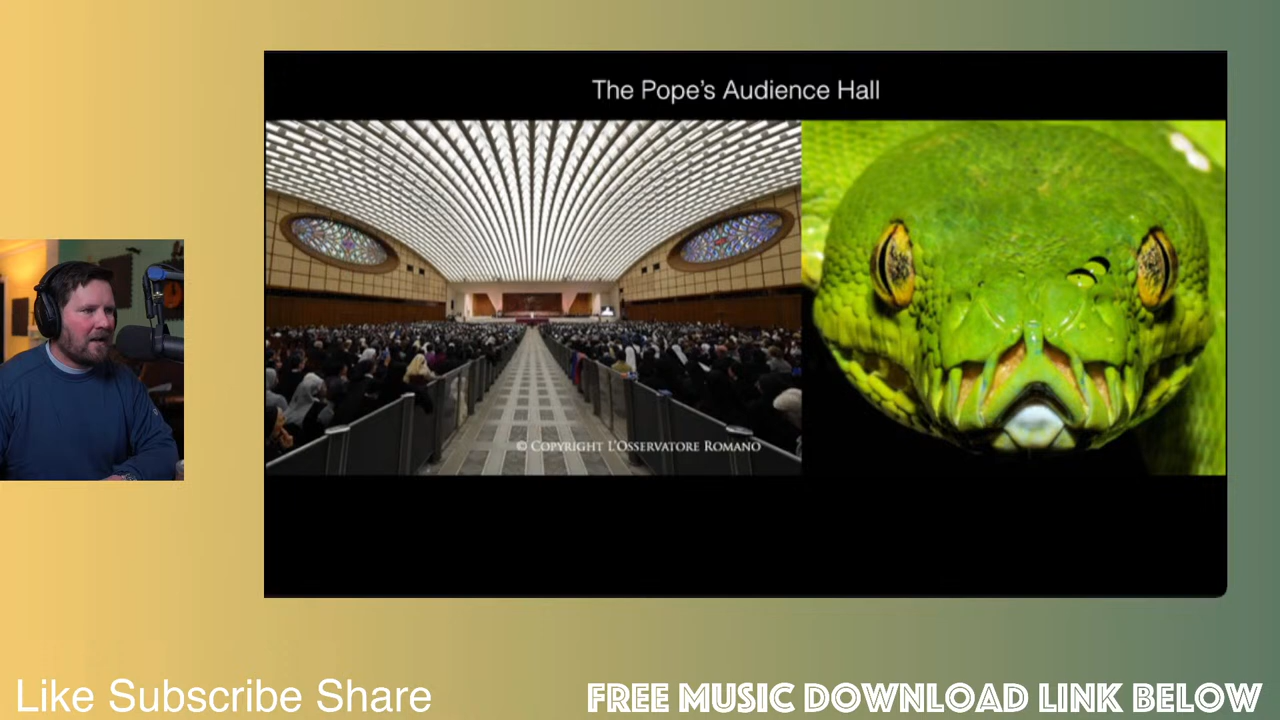 The Pope's Audience Hall
© COPYRIGHT L'OSSERVATORE ROMANO
Like Subscribe Share
FREE MUSIC DOWNLOAD LINK BELOW